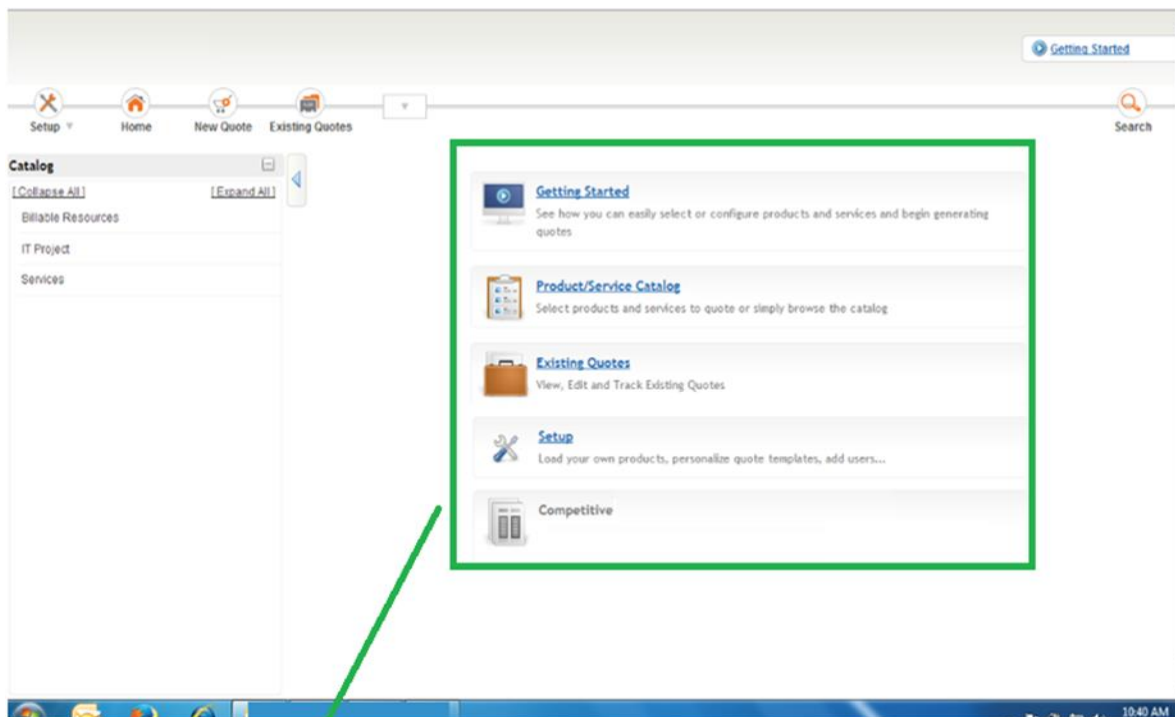 Getting Started
Setup
Home
New Quote
Existing Quotes
Search
Catalog
[Collapse All] [Expand All]
Billable Resources
IT Project
Services
Getting Started
See how you can easily select or configure products and services and begin generating
quotes
Product/Service Catalog
Select products and services to quote or simply browse the catalog
Existing Quotes
View, Edit and Track Existing Quotes
Setup
Load your own products, personalize quote templates, add users...
Competitive
10:40 AM